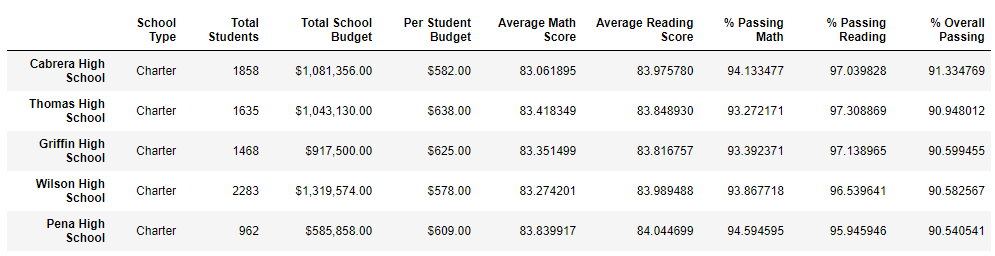 School Type Total Students Total School Budget Per Student Budget Average Math Score Average Reading Score % Passing Math % Passing Reading % Overall Passing
Cabrera High School Charter 1858 $1,081,356.00 $582.00 83.061895 83.975780 94.133477 97.039828 91.334769
Thomas High School Charter 1635 $1,043,130.00 $638.00 83.418349 83.848930 93.272171 97.308869 90.948012
Griffin High School Charter 1468 $917,500.00 $625.00 83.351499 83.816757 93.392371 97.138965 90.599455
Wilson High School Charter 2283 $1,319,574.00 $578.00 83.274201 83.989488 93.867718 96.539641 90.582567
Pena High School Charter 962 $585,858.00 $609.00 83.839917 84.044699 94.594595 95.945946 90.540541